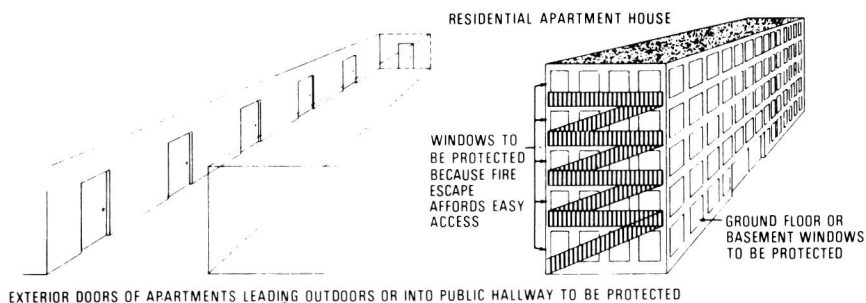 RESIDENTIAL APARTMENT HOUSE
WINDOWS TO
BE PROTECTED
BECAUSE FIRE
ESCAPE
AFFORDS EASY
ACCESS
GROUND FLOOR OR
BASEMENT WINDOWS
TO BE PROTECTED
EXTERIOR DOORS OF APARTMENTS LEADING OUTDOORS OR INTO PUBLIC HALLWAY TO BE PROTECTED